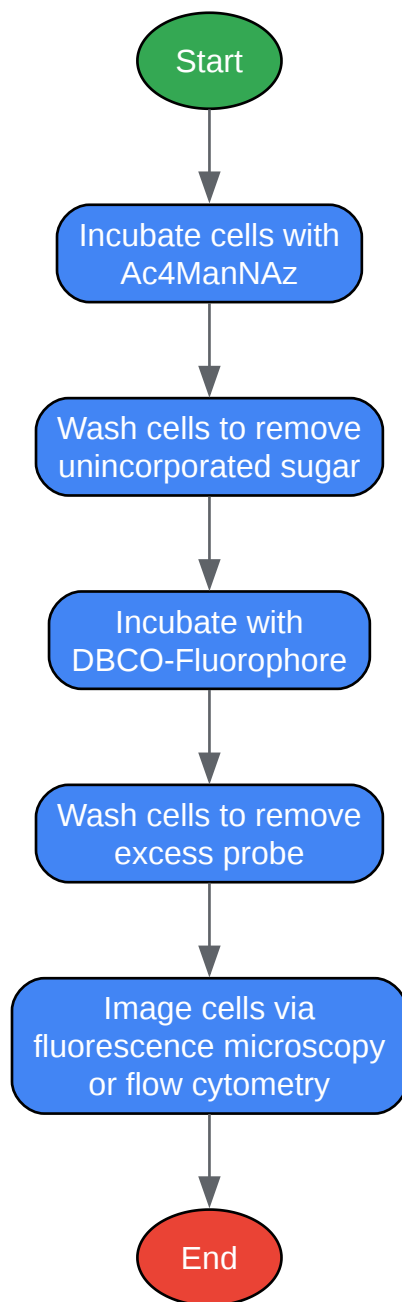 Start
Incubate cells with
Ac4ManNAz
Wash cells to remove
unincorporated sugar
Incubate with
DBCO-Fluorophore
Wash cells to remove
excess probe
Image cells via
fluorescence microscopy
or flow cytometry
End